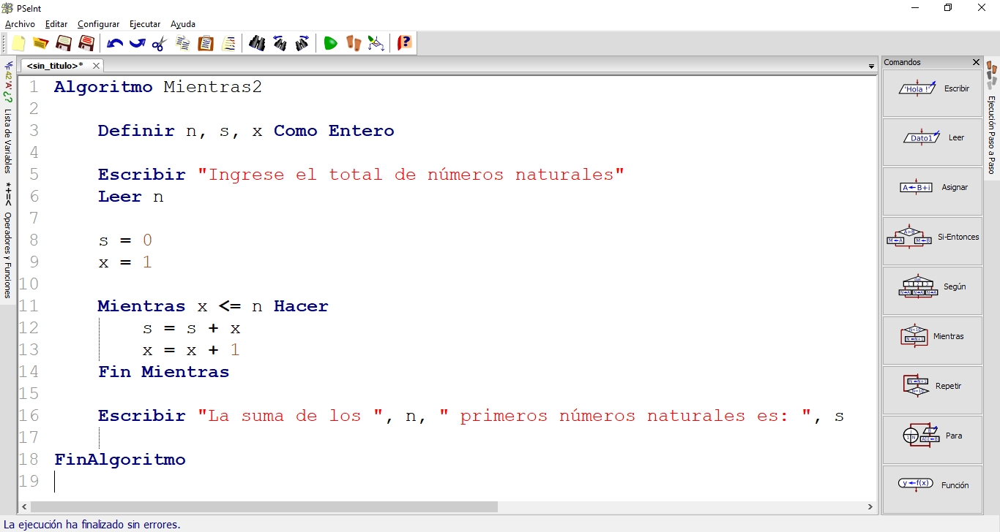 PSeInt
Archivo Editar Configurar Ejecutar Ayuda
<sin_titulo>*
Comandos
1 Algoritmo Mientras2
2
3 Definir n, s, x Como Entero
4
5 Escribir "Ingrese el total de números naturales"
6 Leer n
7
8 s = 0
9 x = 1
10
11 Mientras x <= n Hacer
12 s = s + x
13 x = x + 1
14 Fin Mientras
15
16 Escribir "La suma de los ", n, " primeros números naturales es: ", s
17
18 FinAlgoritmo
19
Lista de Variables
*+=< Operadores y Funciones
'Hola !' Escribir
Dato1 Leer
A←B+i Asignar
A>B M←A M←B Si-Entonces
Según
Mientras
Repetir
Para
y←f(x) Función
Ejecución Paso a Paso
La ejecución ha finalizado sin errores.